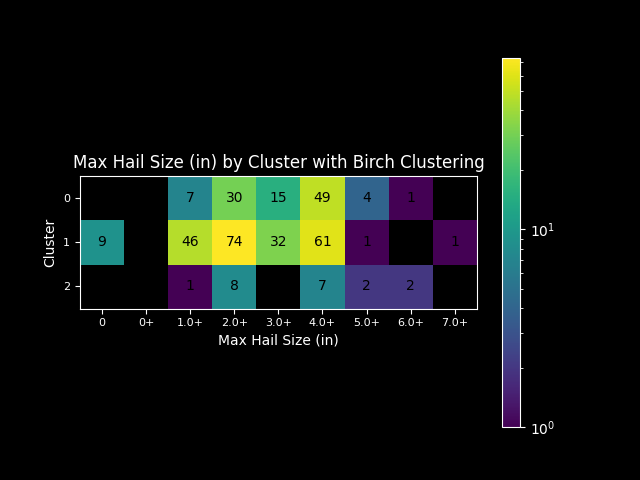 Max Hail Size (in) by Cluster with Birch Clustering
0 7 30 15 49 4 1
1 9 46 74 32 61 1 1
2 1 8 7 2 2
Cluster
0 0+ 1.0+ 2.0+ 3.0+ 4.0+ 5.0+ 6.0+ 7.0+
Max Hail Size (in)
10^1
10^0